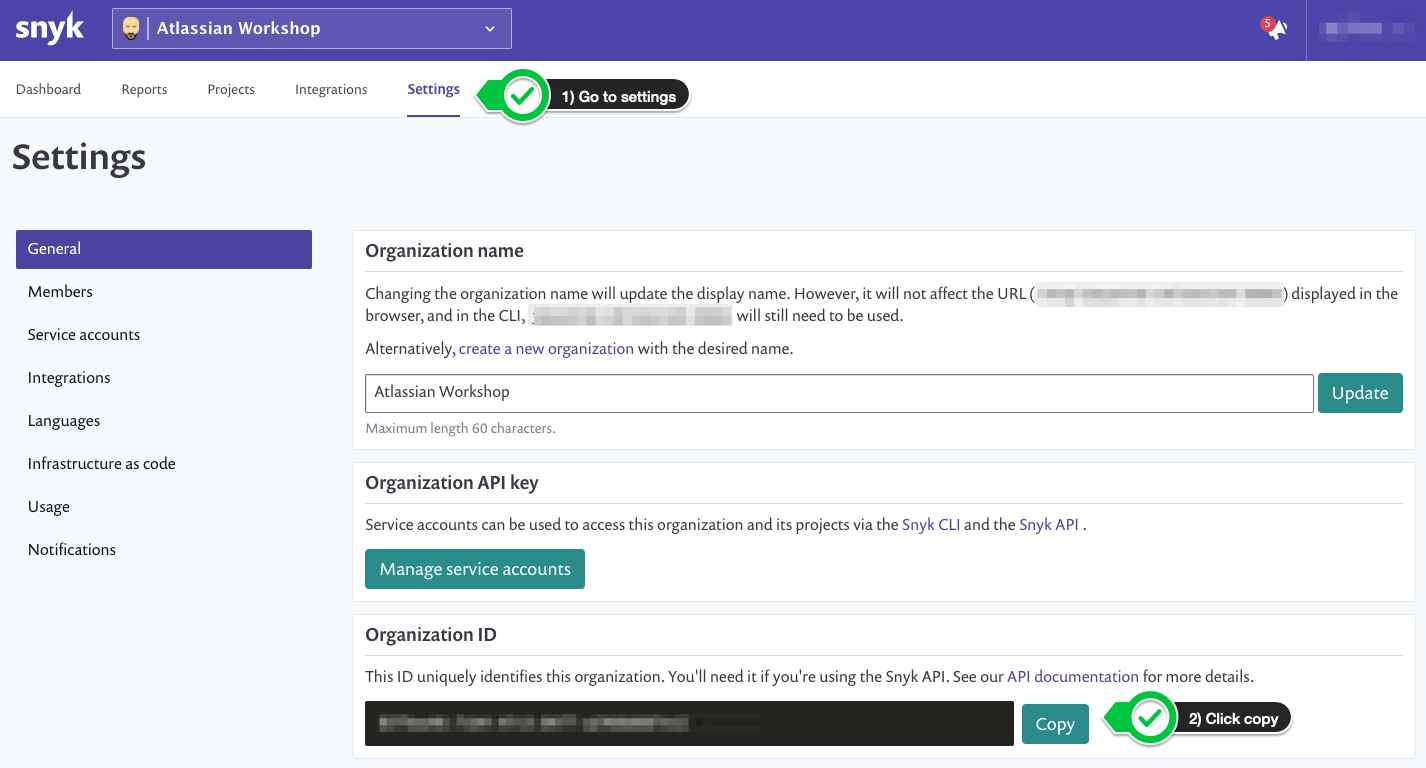 snyk
Atlassian Workshop
5
Dashboard Reports Projects Integrations Settings
1) Go to settings
Settings
General
Members
Service accounts
Integrations
Languages
Infrastructure as code
Usage
Notifications
Organization name
Changing the organization name will update the display name. However, it will not affect the URL ( ) displayed in the
browser, and in the CLI, will still need to be used.
Alternatively, create a new organization with the desired name.
Atlassian Workshop
Update
Maximum length 60 characters.
Organization API key
Service accounts can be used to access this organization and its projects via the Snyk CLI and the Snyk API .
Manage service accounts
Organization ID
This ID uniquely identifies this organization. You'll need it if you're using the Snyk API. See our API documentation for more details.
Copy
2) Click copy